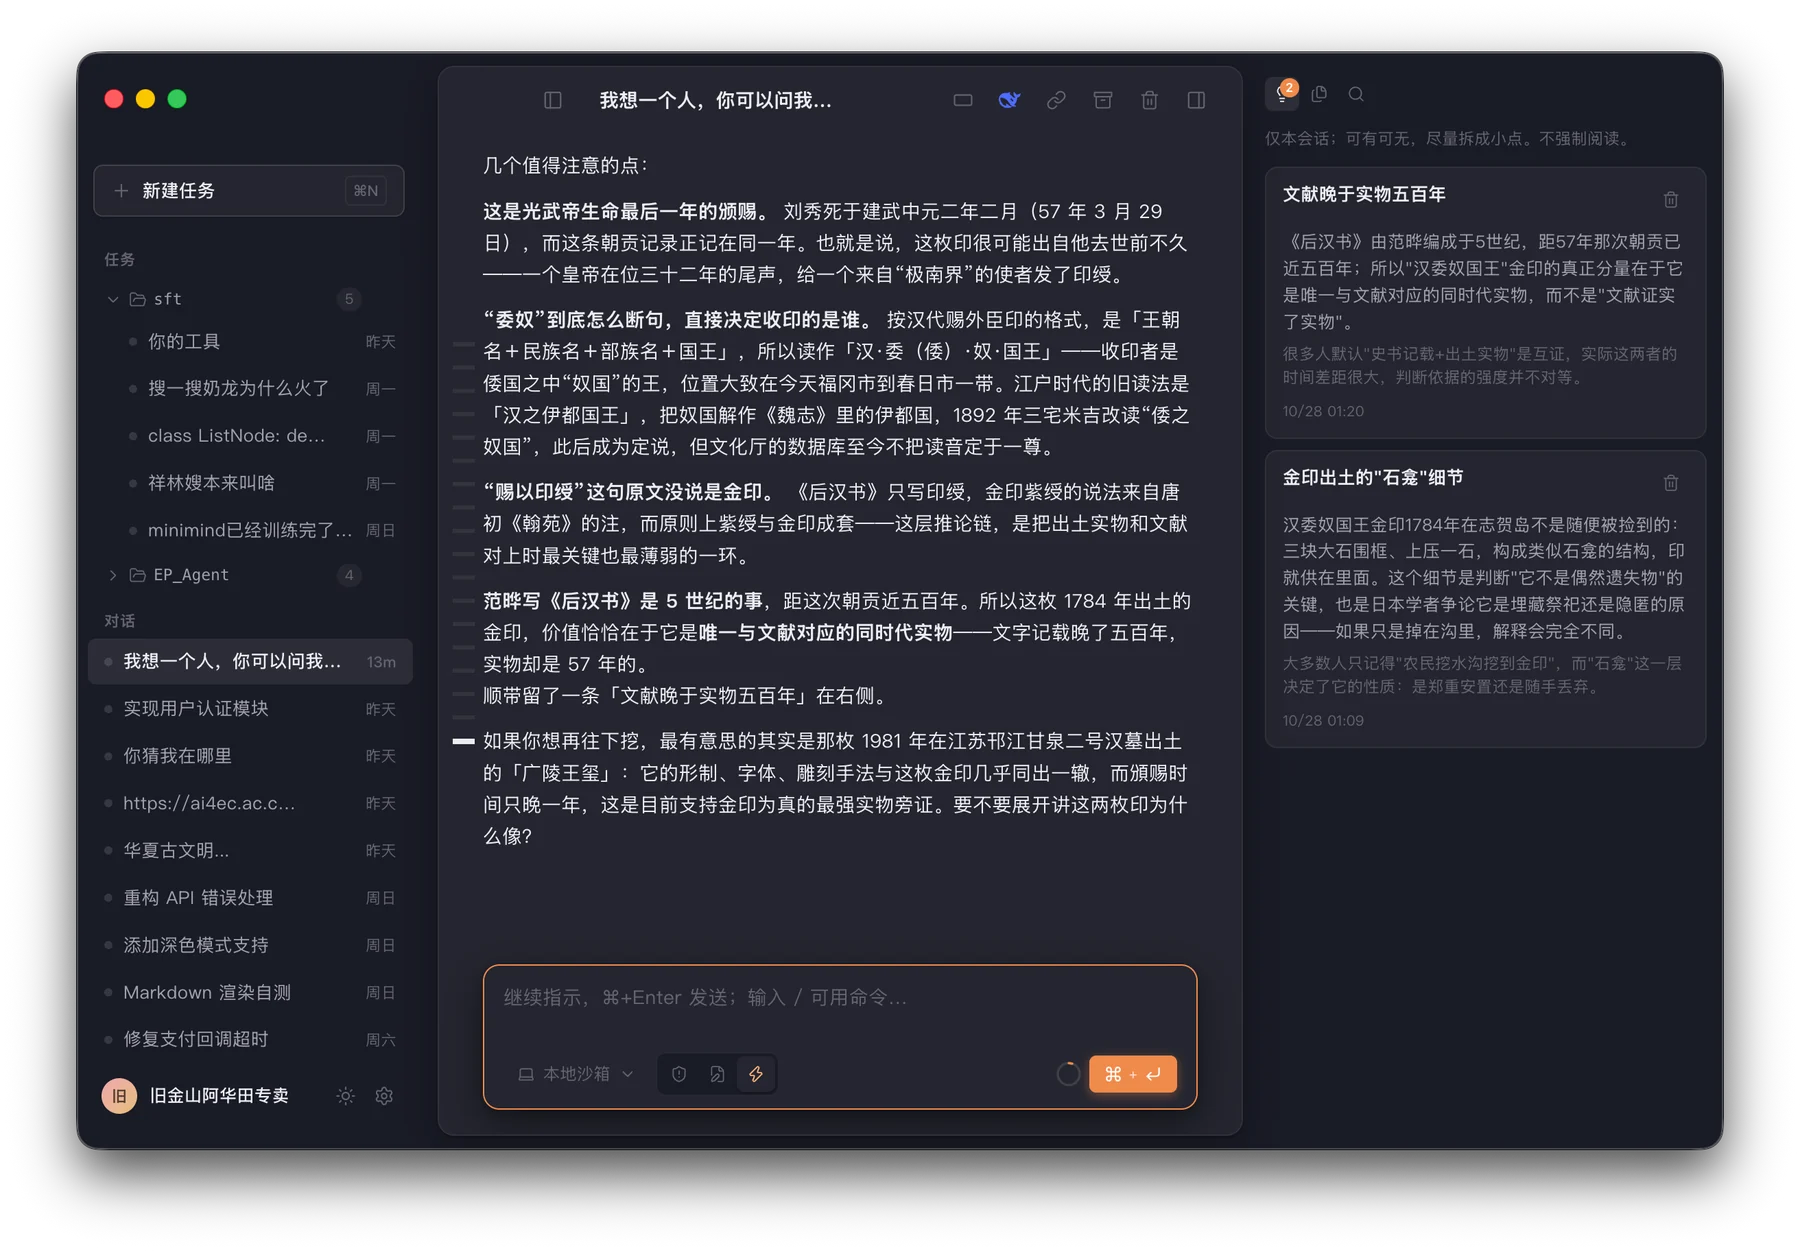 新建任务 ⌘N
任务
sft 5
你的工具 昨天
搜一搜奶龙为什么火了 周一
class ListNode: de... 周一
祥林嫂本来叫啥 周一
minimind已经训练完了... 周日
EP_Agent 4
对话
我想一个人，你可以问我... 13m
实现用户认证模块 昨天
你猜我在哪里 昨天
https://ai4ec.ac.c... 昨天
华夏古文明... 昨天
重构 API 错误处理 周日
添加深色模式支持 周日
Markdown 渲染自测 周日
修复支付回调超时 周六
旧 旧金山阿华田专卖
我想一个人，你可以问我...
几个值得注意的点：
这是光武帝生命最后一年的颁赐。 刘秀死于建武中元二年二月（57 年 3 月 29
日），而这条朝贡记录正记在同一年。也就是说，这枚印很可能出自他去世前不久
——一个皇帝在位三十二年的尾声，给一个来自“极南界”的使者发了印绶。
“委奴”到底怎么断句，直接决定收印的是谁。 按汉代赐外臣印的格式，是「王朝
名＋民族名＋部族名＋国王」，所以读作「汉·委（倭）·奴·国王」——收印者是
倭国之中“奴国”的王，位置大致在今天福冈市到春日市一带。江户时代的旧读法是
「汉之伊都国王」，把奴国解作《魏志》里的伊都国，1892 年三宅米吉改读“倭之
奴国”，此后成为定说，但文化厅的数据库至今不把读音定于一尊。
“赐以印绶”这句原文没说是金印。 《后汉书》只写印绶，金印紫绶的说法来自唐
初《翰苑》的注，而原则上紫绶与金印成套——这层推论链，是把出土实物和文献
对上时最关键也最薄弱的一环。
范晔写《后汉书》是 5 世纪的事，距这次朝贡近五百年。所以这枚 1784 年出土的
金印，价值恰恰在于它是唯一与文献对应的同时代实物——文字记载晚了五百年，
实物却是 57 年的。
顺带留了一条「文献晚于实物五百年」在右侧。
如果你想再往下挖，最有意思的其实是那枚 1981 年在江苏邗江甘泉二号汉墓出土
的「广陵王玺」：它的形制、字体、雕刻手法与这枚金印几乎同出一辙，而颁赐时
间只晚一年，这是目前支持金印为真的最强实物旁证。要不要展开讲这两枚印为什
么像？
继续指示，⌘+Enter 发送；输入 / 可用命令...
本地沙箱
⌘ + ↵
2
仅本会话；可有可无，尽量拆成小点。不强制阅读。
文献晚于实物五百年
《后汉书》由范晔编成于5世纪，距57年那次朝贡已
近五百年；所以"汉委奴国王"金印的真正分量在于它
是唯一与文献对应的同时代实物，而不是"文献证实
了实物"。
很多人默认"史书记载+出土实物"是互证，实际这两者的
时间差距很大，判断依据的强度并不对等。
10/28 01:20
金印出土的"石龛"细节
汉委奴国王金印1784年在志贺岛不是随便被捡到的：
三块大石围框、上压一石，构成类似石龛的结构，印
就供在里面。这个细节是判断"它不是偶然遗失物"的
关键，也是日本学者争论它是埋藏祭祀还是隐匿的原
因——如果只是掉在沟里，解释会完全不同。
大多数人只记得"农民挖水沟挖到金印"，而"石龛"这一层
决定了它的性质：是郑重安置还是随手丢弃。
10/28 01:09